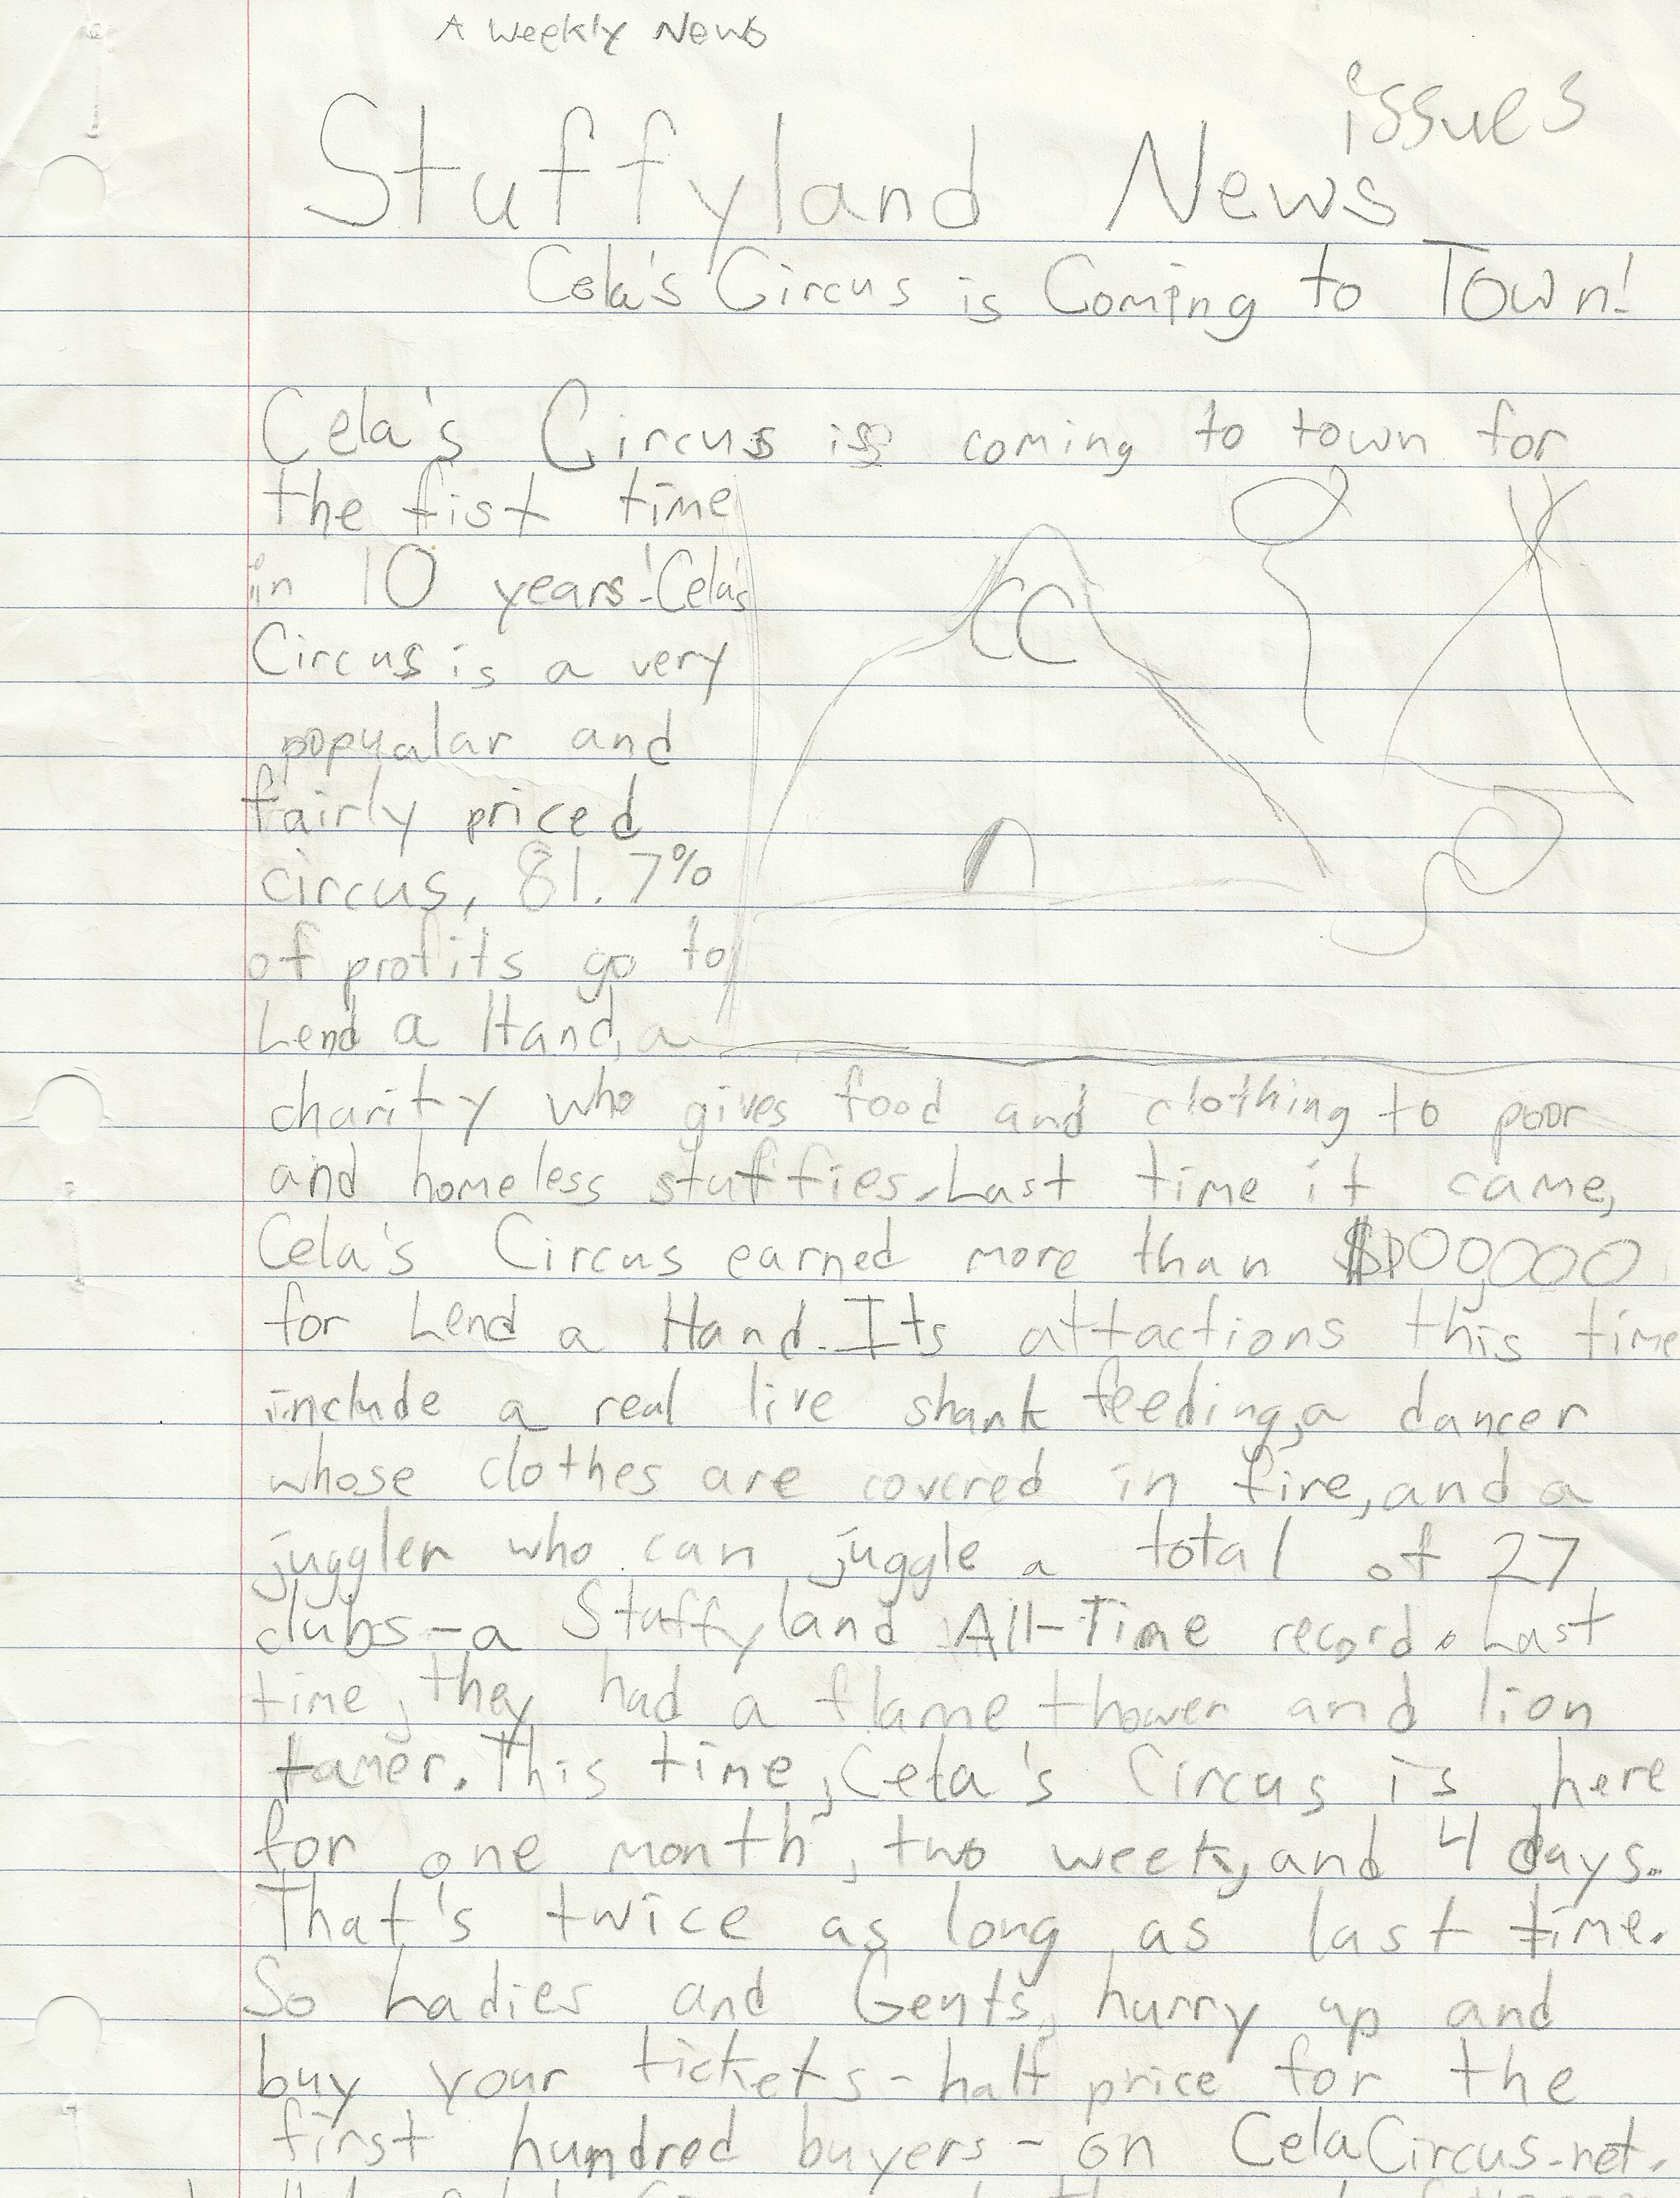 A Weekly News
issues
Stuffyland News
Cela's Circus is Coming to Town!
Cela's Circus is coming to town for
the fist time
in 10 years! Cela's
Circus is a very
popyalar and
fairly priced
circus, 81.7%
of profits go to
Lend a Hand, a
CC
charity who gives food and clothing to poor
and homeless stuffies. Last time it came,
Cela's Circus earned more than $100,000
for Lend a Hand. Its attactions this time
include a real live shark feeding, a dancer
whose clothes are covered in fire, and a
juggler who can juggle a total of 27
clubs - a Stuffyland All-Time record. Last
time, they had a flame thower and lion
tamer. This time, Cela's Circus is here
for one month, two weeks, and 4 days.
That's twice as long as last time.
So Ladies and Gents, hurry up and
buy your tickets - half price for the
first hundred buyers - on CelaCircus.net.